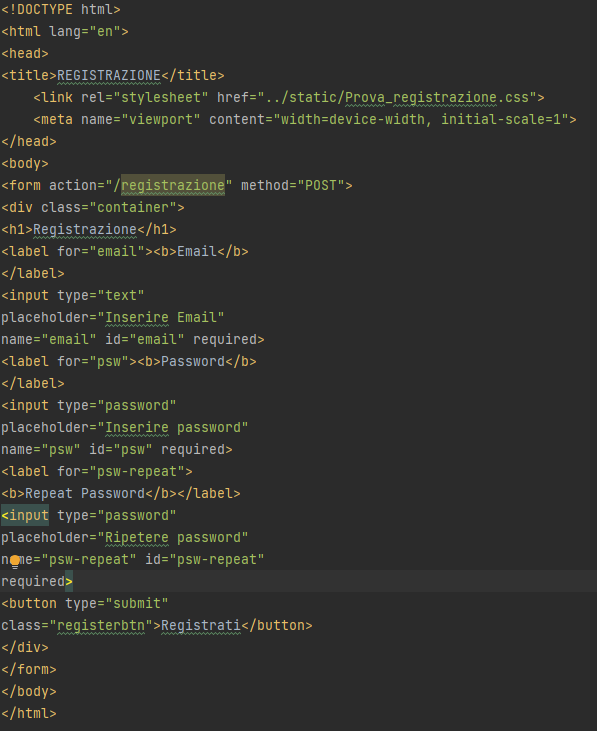 <!DOCTYPE html>
<html lang="en">
<head>
<title>REGISTRAZIONE</title>
    <link rel="stylesheet" href="../static/Prova_registrazione.css">
    <meta name="viewport" content="width=device-width, initial-scale=1">
</head>
<body>
<form action="/registrazione" method="POST">
<div class="container">
<h1>Registrazione</h1>
<label for="email"><b>Email</b>
</label>
<input type="text"
placeholder="Inserire Email"
name="email" id="email" required>
<label for="psw"><b>Password</b>
</label>
<input type="password"
placeholder="Inserire password"
name="psw" id="psw" required>
<label for="psw-repeat">
<b>Repeat Password</b></label>
<input type="password"
placeholder="Ripetere password"
name="psw-repeat" id="psw-repeat"
required>
<button type="submit"
class="registerbtn">Registrati</button>
</div>
</form>
</body>
</html>